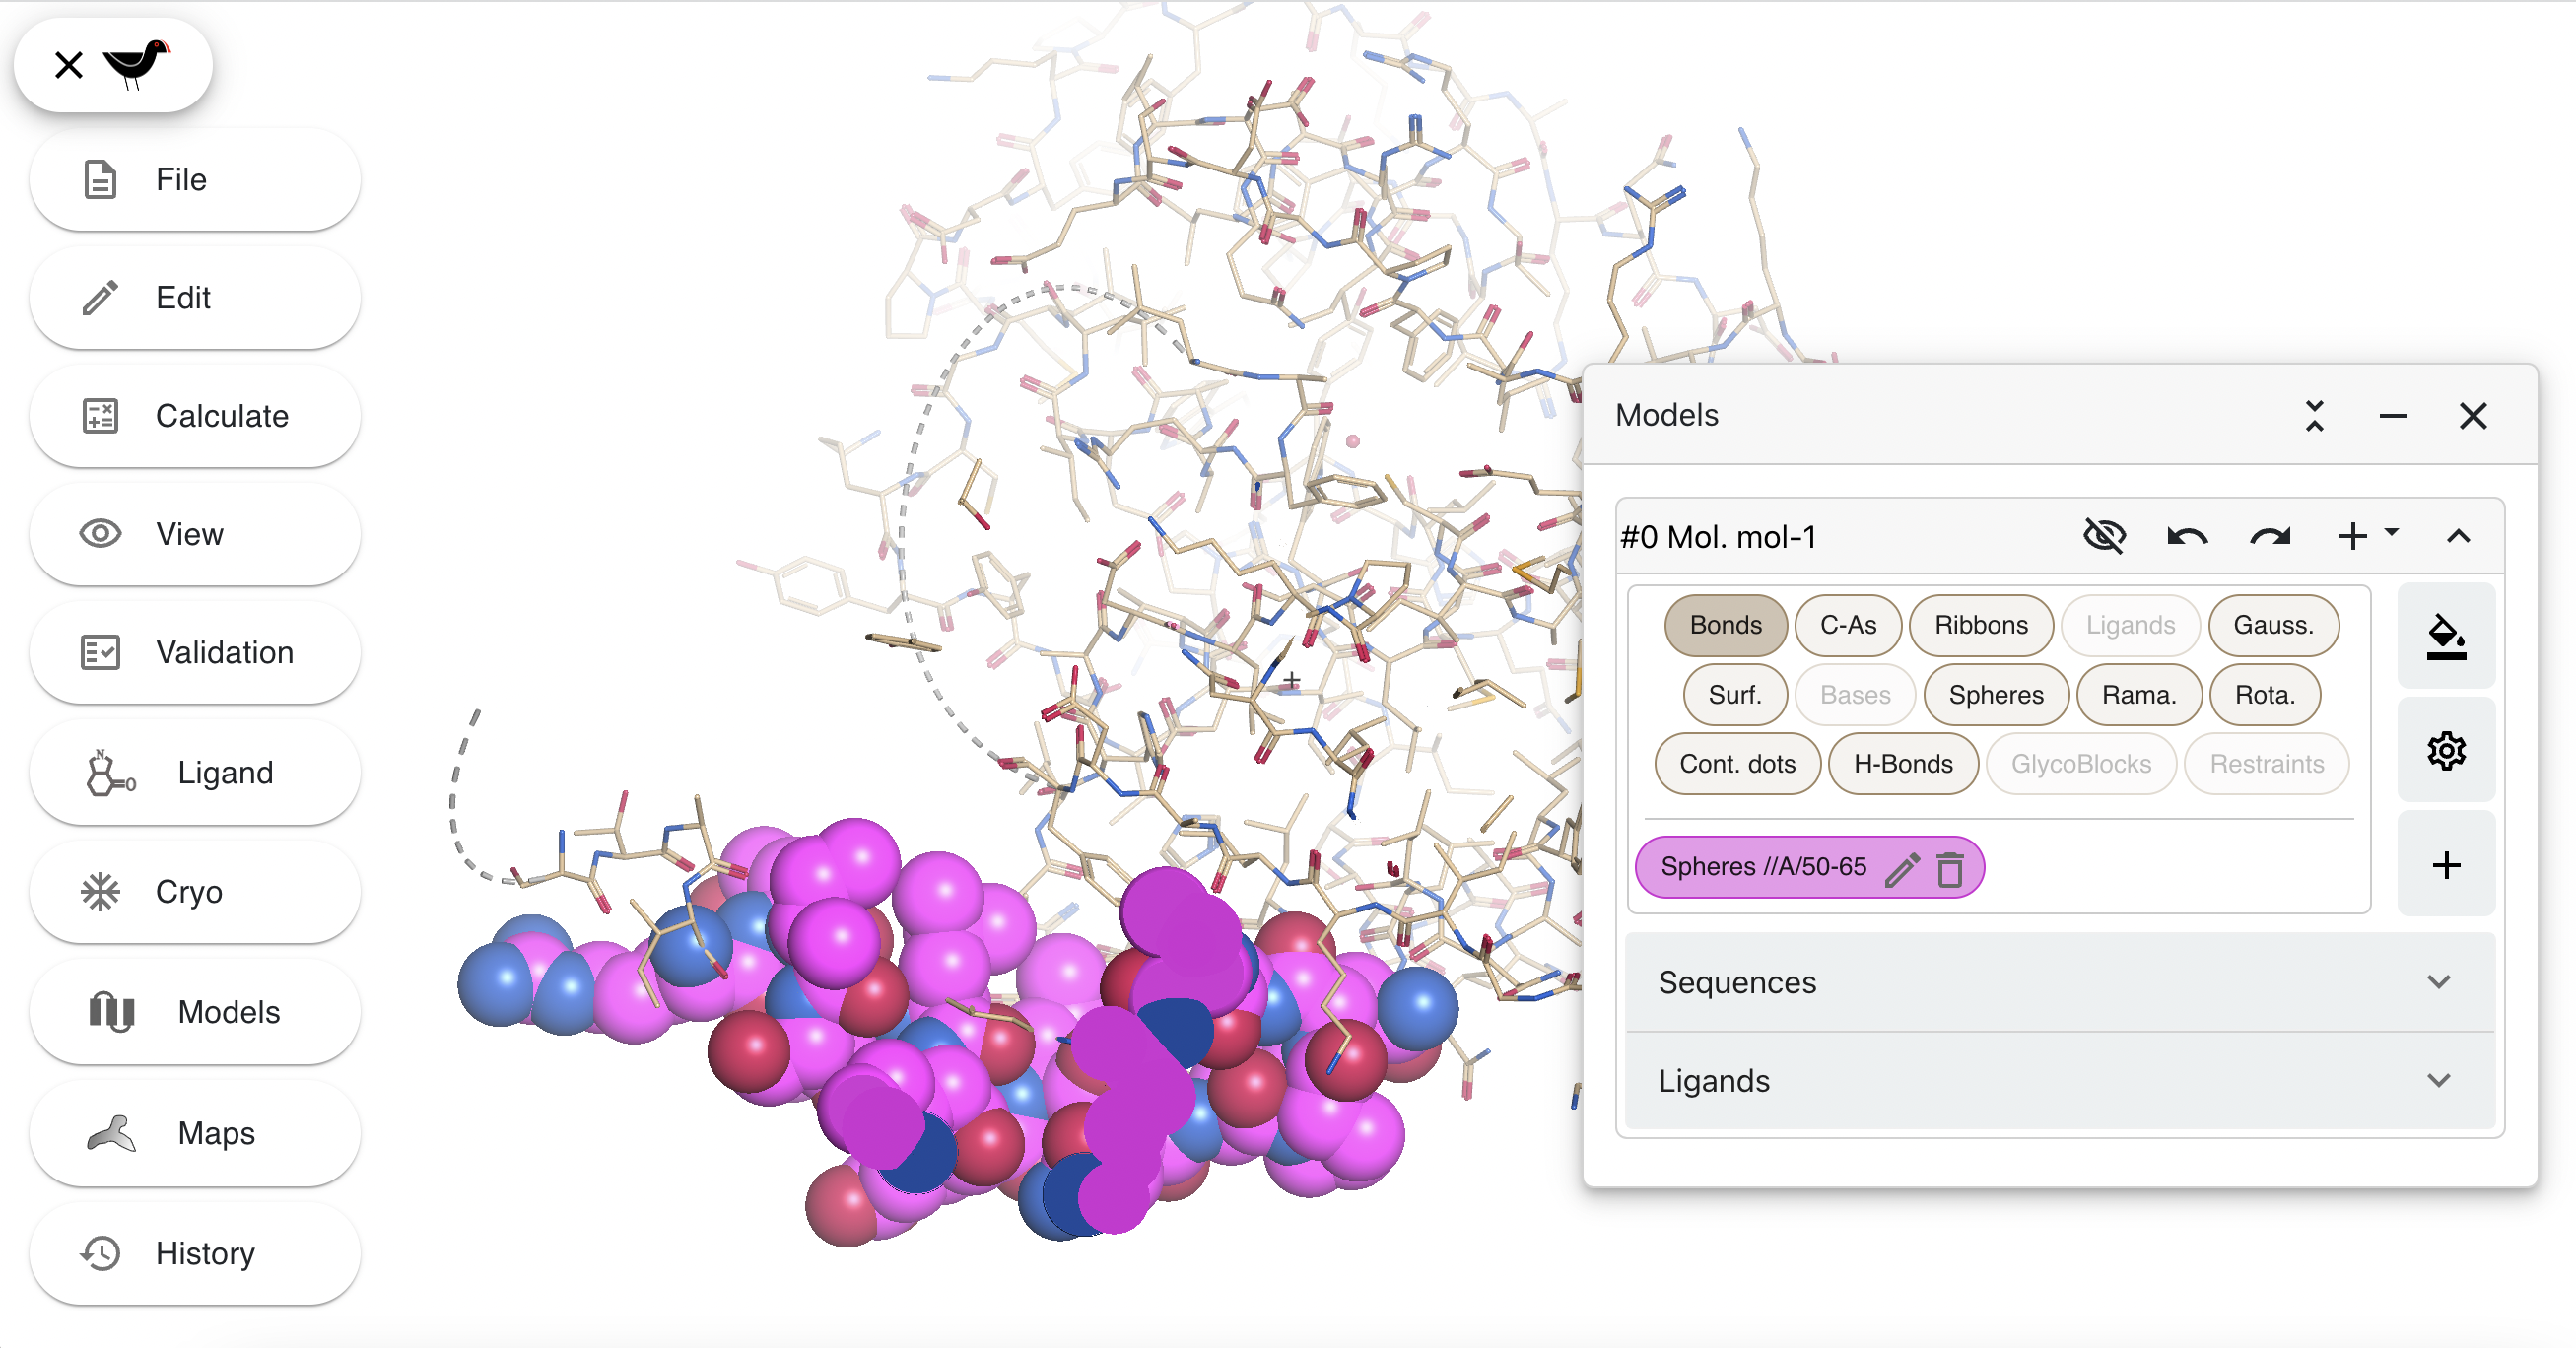 File
Edit
Calculate
View
Validation
N
O
Ligand
Cryo
Models
Maps
History
Models
#0 Mol. mol-1
Bonds C-As Ribbons Ligands Gauss.
Surf. Bases Spheres Rama. Rota.
Cont. dots H-Bonds GlycoBlocks Restraints
Spheres //A/50-65
Sequences
Ligands